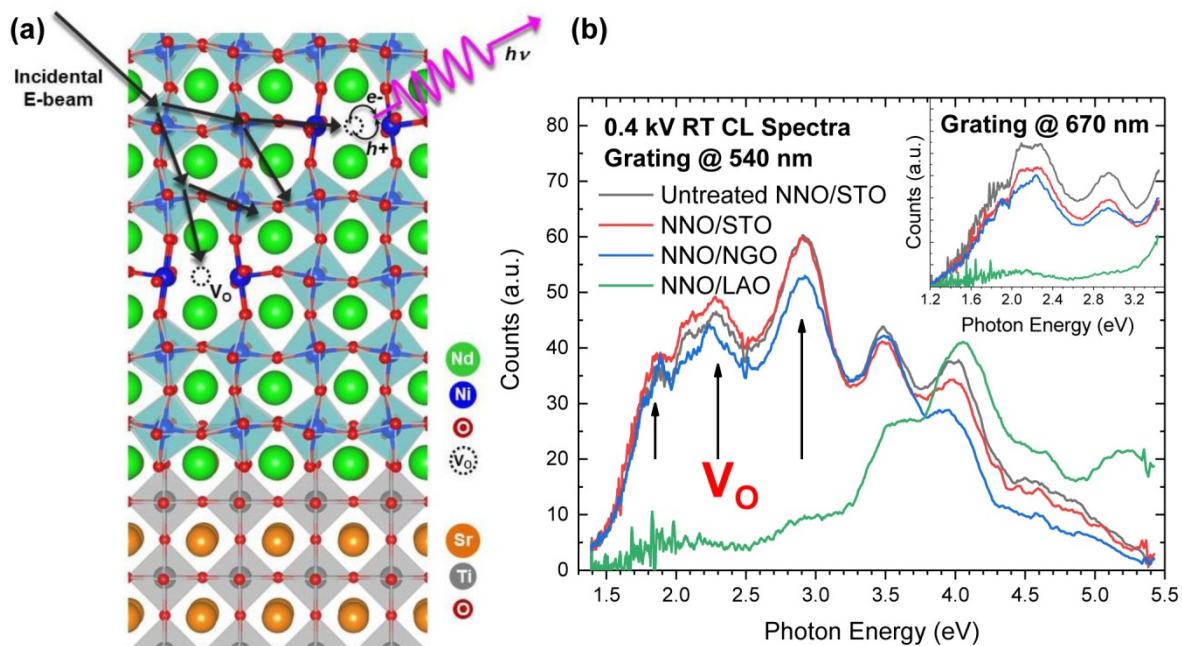 (a)
Incidental
E-beam
hν
e-
h+
Vo
Nd
Ni
O
Vo
Sr
Ti
O
(b)
0.4 kV RT CL Spectra
Grating @ 540 nm
Untreated NNO/STO
NNO/STO
NNO/NGO
NNO/LAO
Vo
Counts (a.u.)
80
70
60
50
40
30
20
10
0
1.5 2.0 2.5 3.0 3.5 4.0 4.5 5.0 5.5
Photon Energy (eV)
Grating @ 670 nm
Counts (a.u.)
1.2 1.6 2.0 2.4 2.8 3.2
Photon Energy (eV)